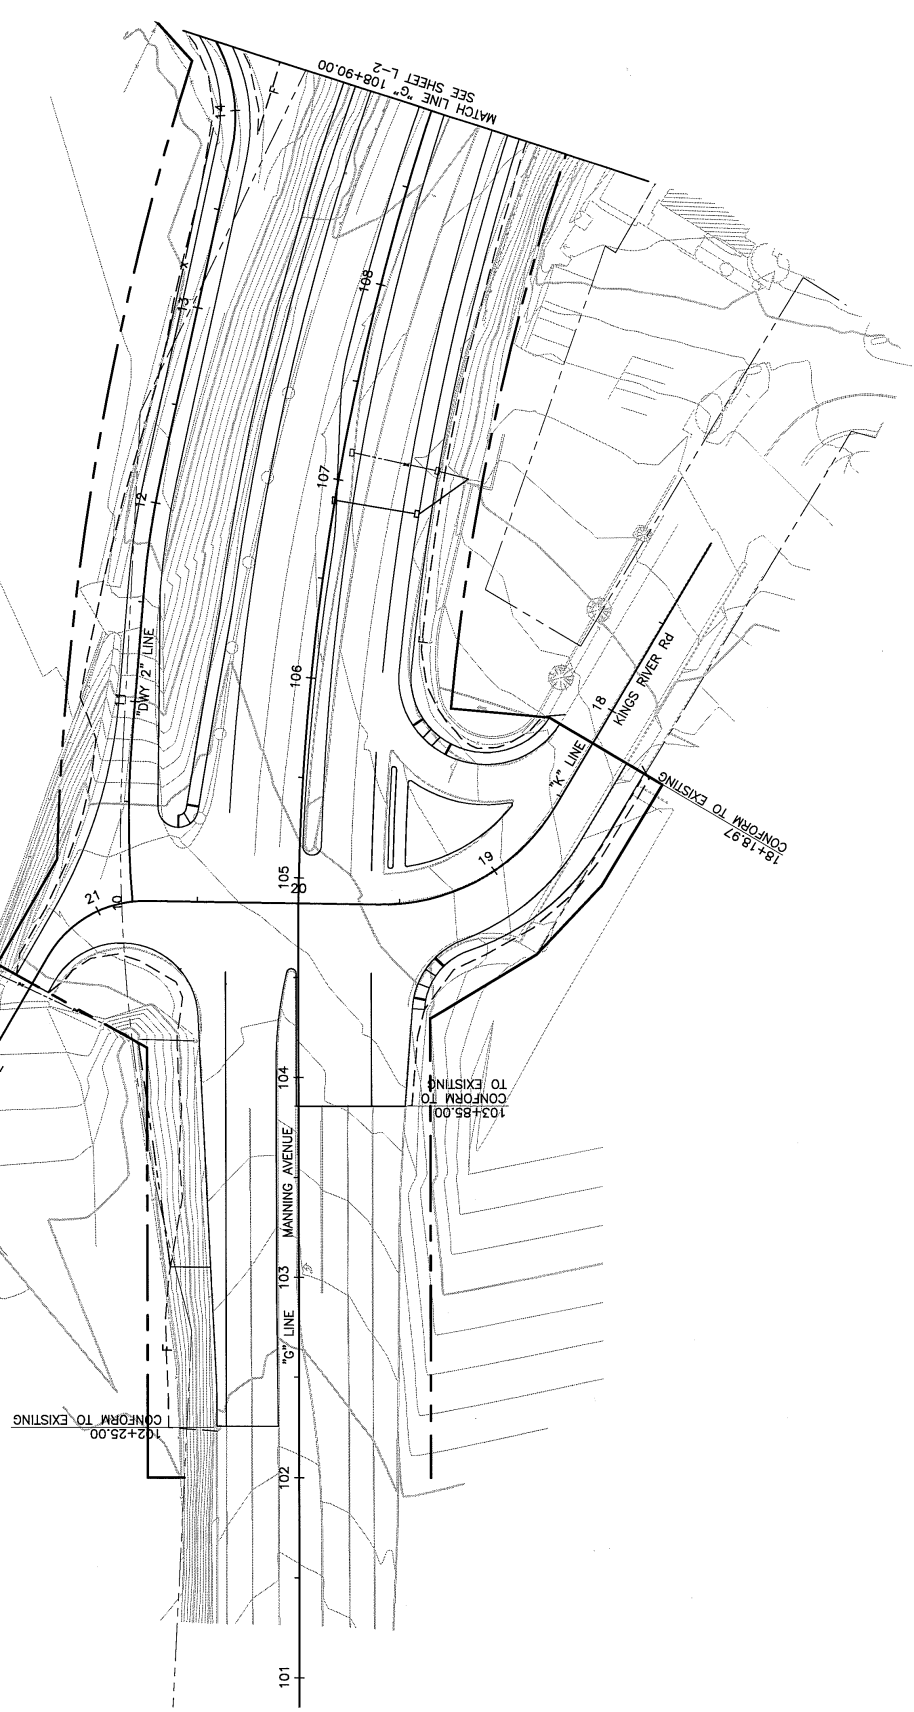 MATCH LINE "G" 108+90.00
SEE SHEET L-2
14
F
13
108
12
107
"DWY 2" LINE
11
106
F
18
KINGS RIVER Rd
"K" LINE
CONFORM TO EXISTING
18+18.97
19
105
20
21
10
104
103+85.00
CONFORM TO
TO EXISTING
"G" LINE MANNING AVENUE
103
F
102+25.00
CONFORM TO EXISTING
102
101